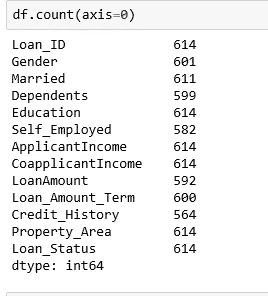 df.count(axis=0)
Loan_ID 614
Gender 601
Married 611
Dependents 599
Education 614
Self_Employed 582
ApplicantIncome 614
CoapplicantIncome 614
LoanAmount 592
Loan_Amount_Term 600
Credit_History 564
Property_Area 614
Loan_Status 614
dtype: int64